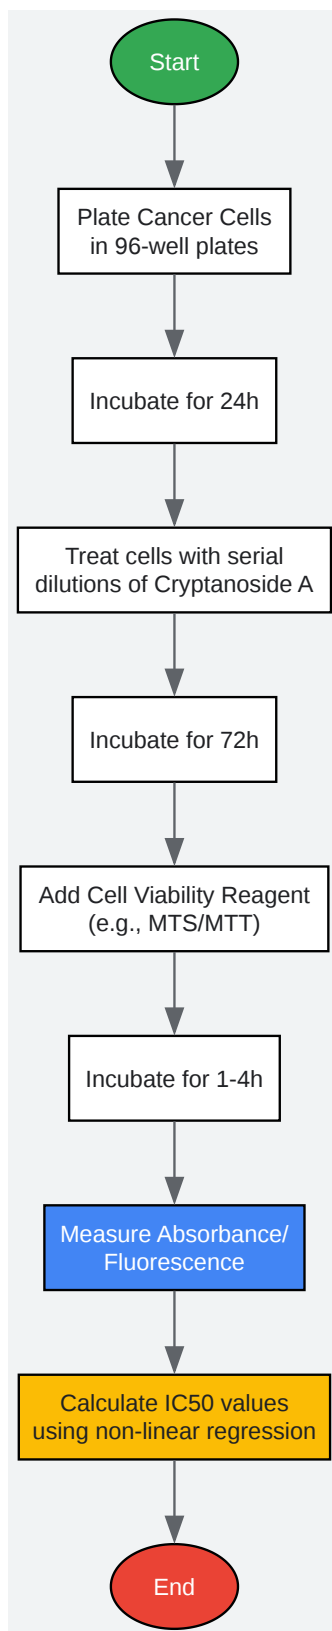 Start
Plate Cancer Cells
in 96-well plates
Incubate for 24h
Treat cells with serial
dilutions of Cryptanoside A
Incubate for 72h
Add Cell Viability Reagent
(e.g., MTS/MTT)
Incubate for 1-4h
Measure Absorbance/
Fluorescence
Calculate IC50 values
using non-linear regression
End